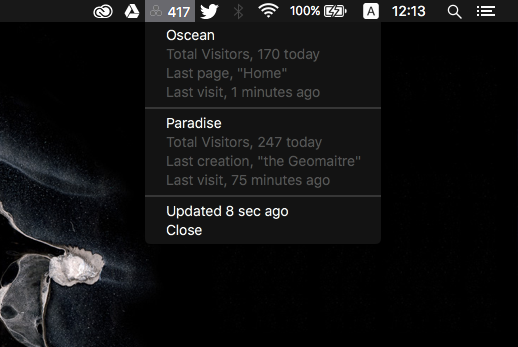 417 100% A 12:13
Oscean
Total Visitors, 170 today
Last page, "Home"
Last visit, 1 minutes ago
Paradise
Total Visitors, 247 today
Last creation, "the Geomaitre"
Last visit, 75 minutes ago
Updated 8 sec ago
Close